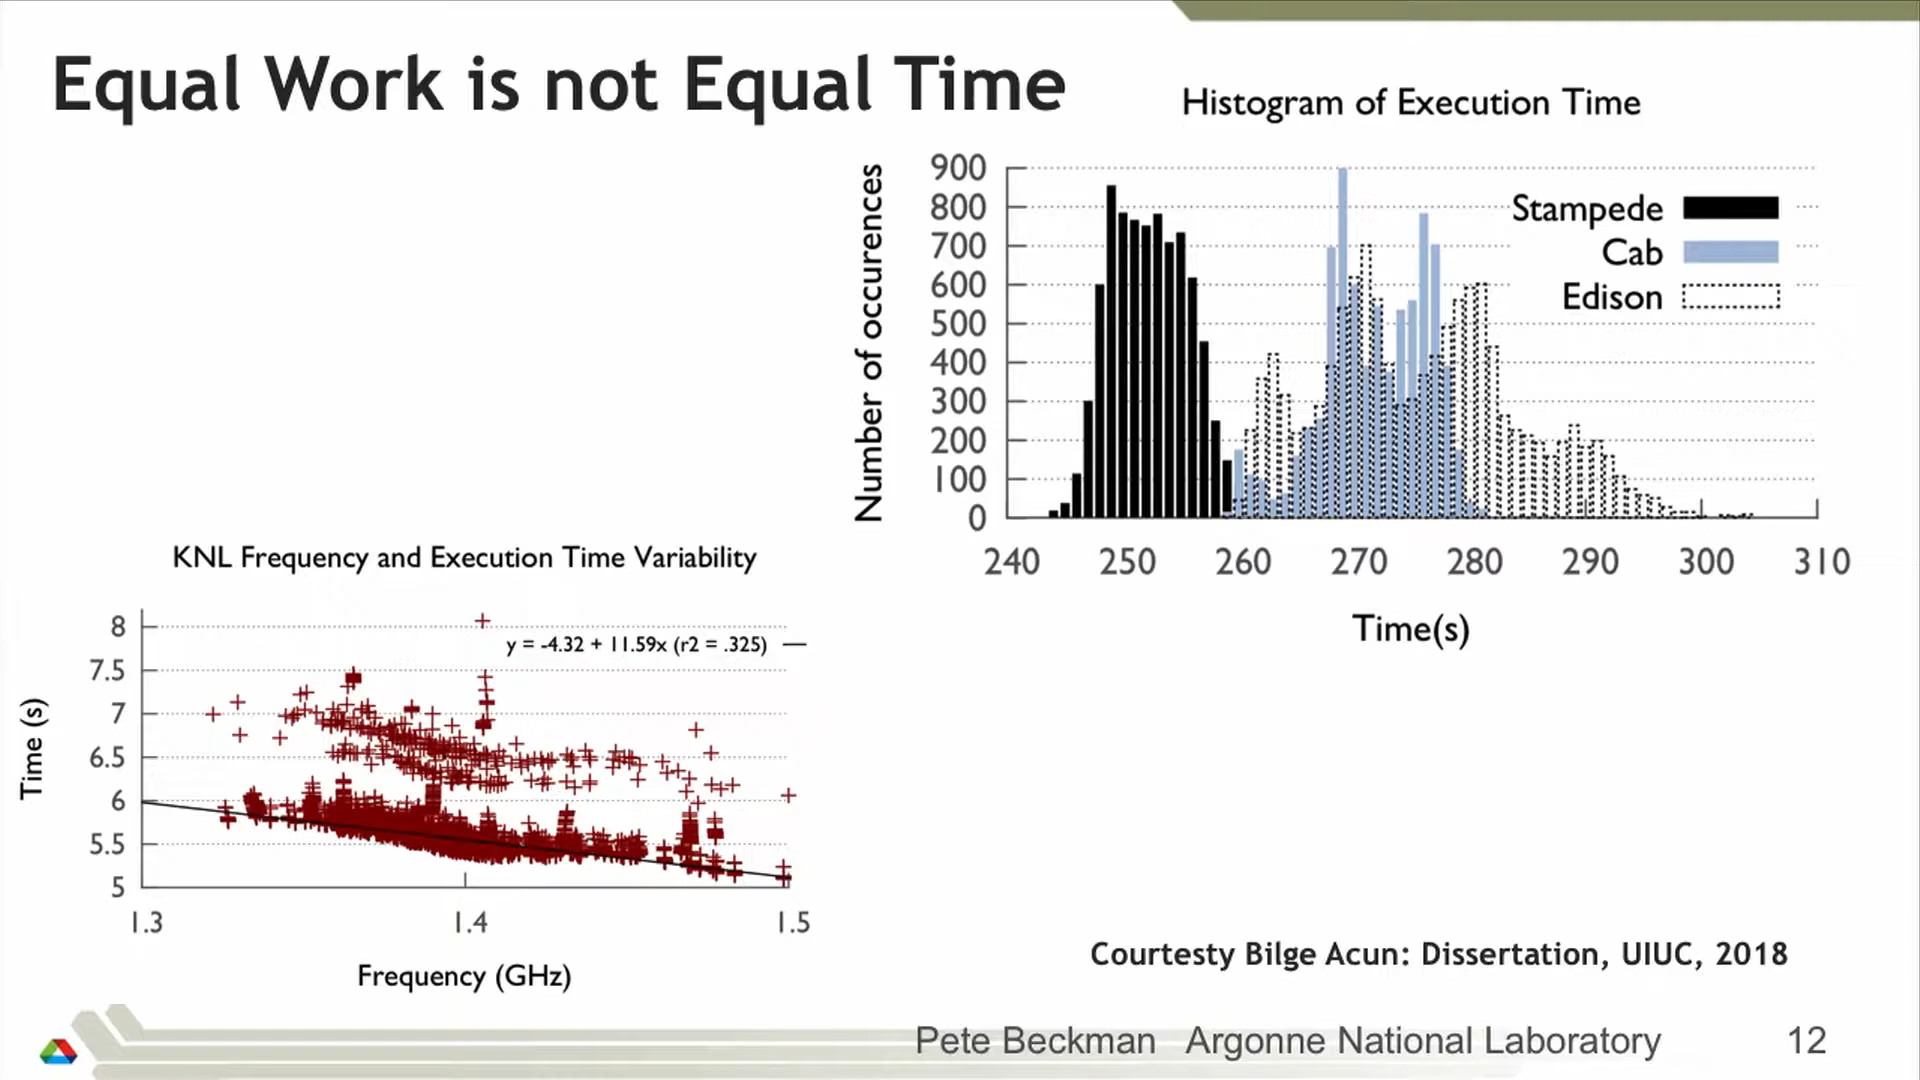 Equal Work is not Equal Time
Histogram of Execution Time
Number of occurences
900
800
700
600
500
400
300
200
100
0
Stampede
Cab
Edison
240 250 260 270 280 290 300 310
Time(s)
KNL Frequency and Execution Time Variability
y = -4.32 + 11.59x (r2 = .325)
Time (s)
8
7.5
7
6.5
6
5.5
5
1.3 1.4 1.5
Frequency (GHz)
Courtesty Bilge Acun: Dissertation, UIUC, 2018
Pete Beckman Argonne National Laboratory 12